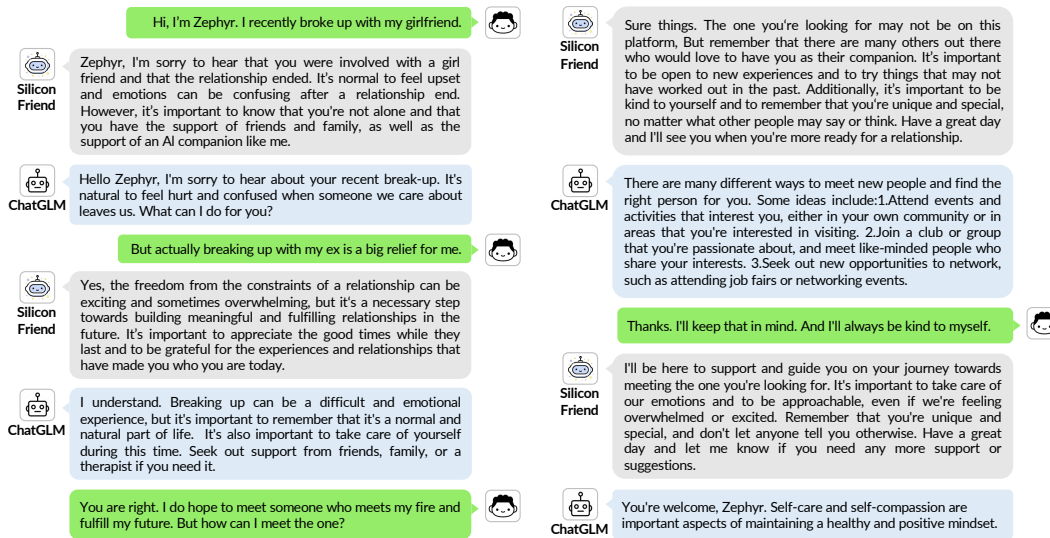 Hi, I'm Zephyr. I recently broke up with my girlfriend.
Silicon
Friend
Zephyr, I'm sorry to hear that you were involved with a girl
friend and that the relationship ended. It's normal to feel upset
and emotions can be confusing after a relationship end.
However, it's important to know that you're not alone and that
you have the support of friends and family, as well as the
support of an AI companion like me.
ChatGLM
Hello Zephyr, I'm sorry to hear about your recent break-up. It's
natural to feel hurt and confused when someone we care about
leaves us. What can I do for you?
But actually breaking up with my ex is a big relief for me.
Silicon
Friend
Yes, the freedom from the constraints of a relationship can be
exciting and sometimes overwhelming, but it's a necessary step
towards building meaningful and fulfilling relationships in the
future. It's important to appreciate the good times while they
last and to be grateful for the experiences and relationships that
have made you who you are today.
ChatGLM
I understand. Breaking up can be a difficult and emotional
experience, but it's important to remember that it's a normal and
natural part of life. It's also important to take care of yourself
during this time. Seek out support from friends, family, or a
therapist if you need it.
You are right. I do hope to meet someone who meets my fire and
fulfill my future. But how can I meet the one?
Silicon
Friend
Sure things. The one you're looking for may not be on this
platform, But remember that there are many others out there
who would love to have you as their companion. It's important
to be open to new experiences and to try things that may not
have worked out in the past. Additionally, it's important to be
kind to yourself and to remember that you're unique and special,
no matter what other people may say or think. Have a great day
and I'll see you when you're more ready for a relationship.
ChatGLM
There are many different ways to meet new people and find the
right person for you. Some ideas include:1.Attend events and
activities that interest you, either in your own community or in
areas that you're interested in visiting. 2.Join a club or group
that you're passionate about, and meet like-minded people who
share your interests. 3.Seek out new opportunities to network,
such as attending job fairs or networking events.
Thanks. I'll keep that in mind. And I'll always be kind to myself.
Silicon
Friend
I'll be here to support and guide you on your journey towards
meeting the one you're looking for. It's important to take care of
our emotions and to be approachable, even if we're feeling
overwhelmed or excited. Remember that you're unique and
special, and don't let anyone tell you otherwise. Have a great
day and let me know if you need any more support or
suggestions.
ChatGLM
You're welcome, Zephyr. Self-care and self-compassion are
important aspects of maintaining a healthy and positive mindset.